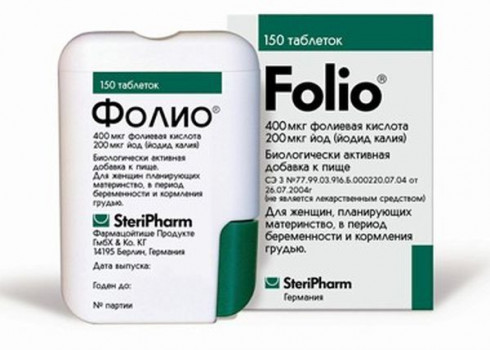 150 таблеток
Фолио®
400 мкг фолиевая кислота
200 мкг йод (йодид калия)
Биологически активная
добавка к пище.
Для женщин планирующих
материнство, в период
беременности и кормления
грудью.
SteriPharm
Фармацойтише Продукте
ГмбХ & Ко. КГ
14195 Берлин, Германия
Дата выпуска:
Годен до:
№ партии
150 таблеток
Folio®
400 мкг фолиевая кислота
200 мкг йод (йодид калия)
Биологически активная
добавка к пище
СЭ 3 №77.99.03.916.Б.000220.07.04 от
26.07.2004г
(не является лекарственным средством)
Для женщин, планирующих
материнство, в период
беременности и кормления
грудью.
SteriPharm
Германия